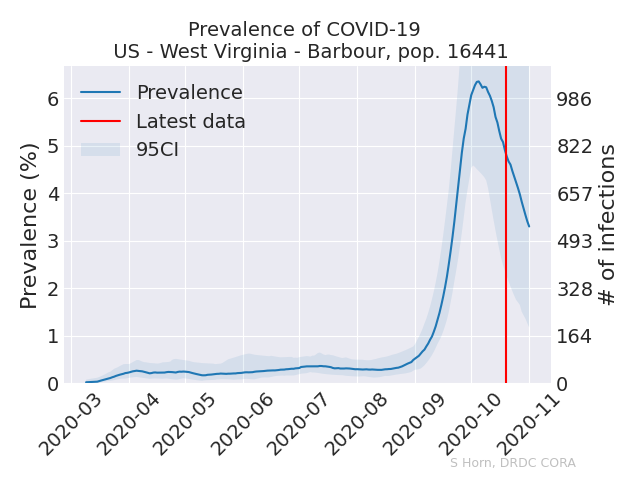 Prevalence of COVID-19
US - West Virginia - Barbour, pop. 16441
Prevalence
Latest data
95CI
Prevalence (%)
6
5
4
3
2
1
0
986
822
657
493
328
164
0
# of infections
2020-03
2020-04
2020-05
2020-06
2020-07
2020-08
2020-09
2020-10
2020-11
S Horn, DRDC CORA